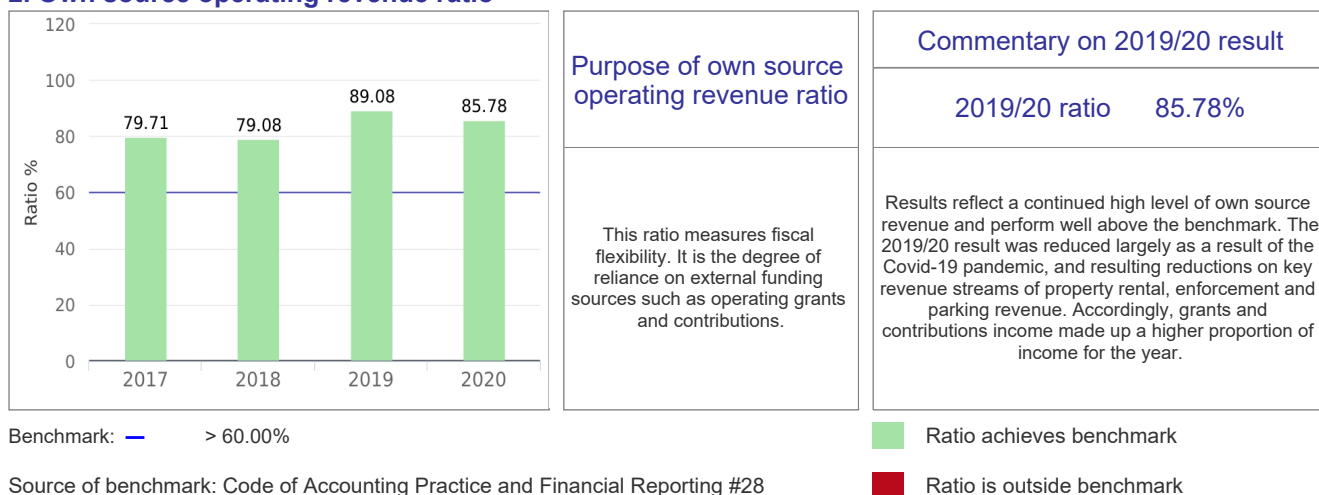 2. Own source operating revenue ratio
120
100
80
60
40
20
0
Ratio %
79.71
79.08
89.08
85.78
2017
2018
2019
2020
Purpose of own source
operating revenue ratio
This ratio measures fiscal
flexibility. It is the degree of
reliance on external funding
sources such as operating grants
and contributions.
Commentary on 2019/20 result
2019/20 ratio 85.78%
Results reflect a continued high level of own source
revenue and perform well above the benchmark. The
2019/20 result was reduced largely as a result of the
Covid-19 pandemic, and resulting reductions on key
revenue streams of property rental, enforcement and
parking revenue. Accordingly, grants and
contributions income made up a higher proportion of
income for the year.
Benchmark: > 60.00%
Source of benchmark: Code of Accounting Practice and Financial Reporting #28
Ratio achieves benchmark
Ratio is outside benchmark